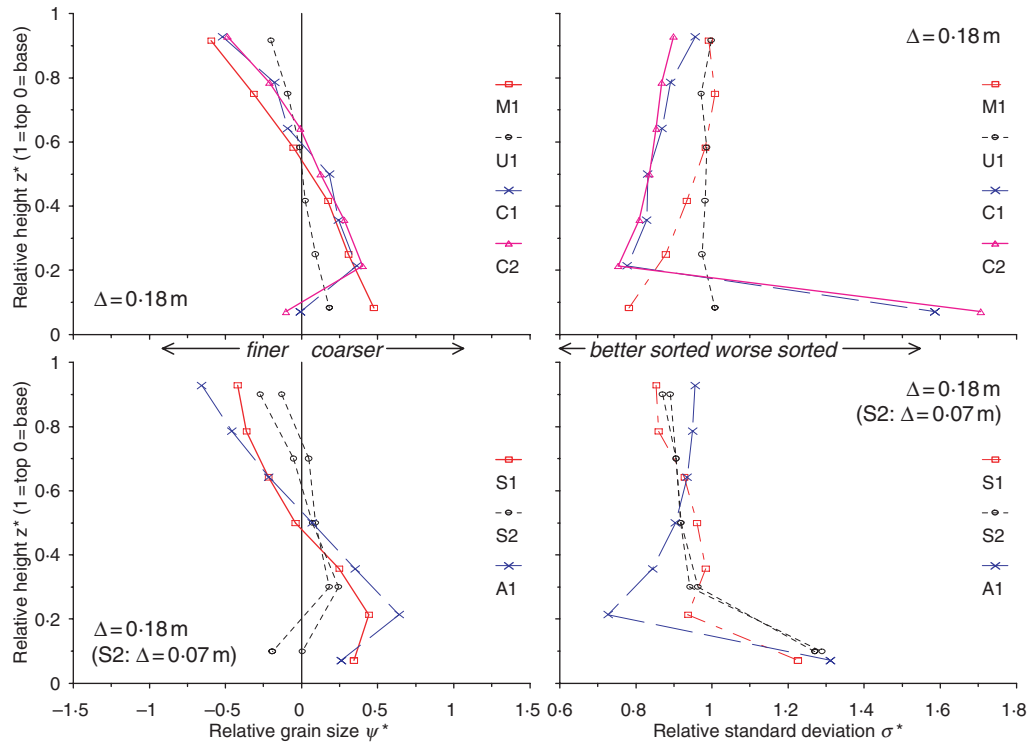 1
0·8
0·6
0·4
0·2
0
Relative height z* (1=top 0=base)
Δ=0·18 m
M1
U1
C1
C2
Δ=0·18 m
M1
U1
C1
C2
finer coarser
better sorted worse sorted
1
0·8
0·6
0·4
0·2
0
Relative height z* (1=top 0=base)
Δ=0·18 m
(S2: Δ=0·07 m)
S1
S2
A1
Δ=0·18 m
(S2: Δ=0·07 m)
S1
S2
A1
−1·5 −1 −0·5 0 0·5 1 1·5
0·6 0·8 1 1·2 1·4 1·6 1·8
Relative grain size ψ*
Relative standard deviation σ*